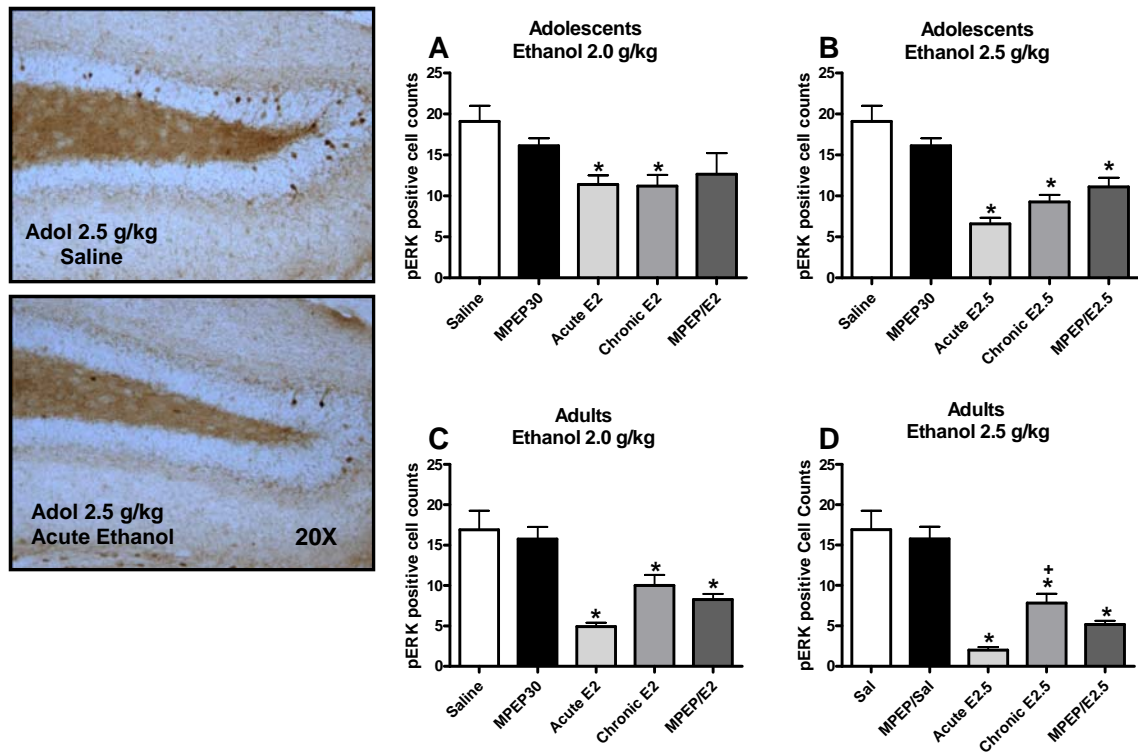 Adol 2.5 g/kg
Saline
Adol 2.5 g/kg
Acute Ethanol
20X
A
Adolescents
Ethanol 2.0 g/kg
pERK positive cell counts
25
20
15
10
5
0
*
*
Saline
MPEP30
Acute E2
Chronic E2
MPEP/E2
B
Adolescents
Ethanol 2.5 g/kg
pERK positive cell counts
25
20
15
10
5
0
*
*
*
Saline
MPEP30
Acute E2.5
Chronic E2.5
MPEP/E2.5
C
Adults
Ethanol 2.0 g/kg
pERK positive cell counts
25
20
15
10
5
0
*
*
*
Saline
MPEP30
Acute E2
Chronic E2
MPEP/E2
D
Adults
Ethanol 2.5 g/kg
pERK positive Cell Counts
25
20
15
10
5
0
*
+
*
*
Sal
MPEP/Sal
Acute E2.5
Chronic E2.5
MPEP/E2.5